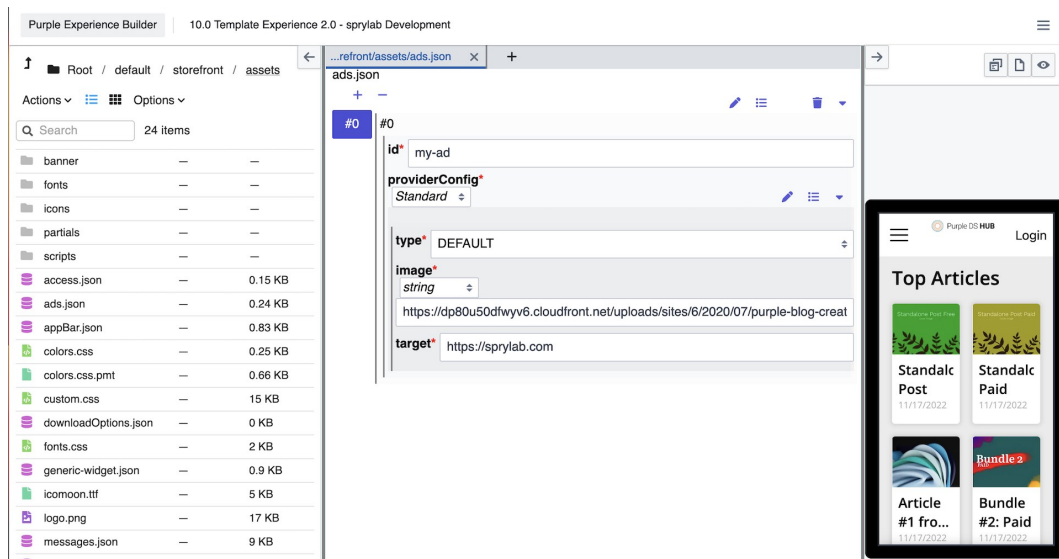 Purple Experience Builder
10.0 Template Experience 2.0 - sprylab Development
Root / default / storefront / assets
Actions
Options
Search
24 items
banner — —
fonts — —
icons — —
partials — —
scripts — —
access.json — 0.15 KB
ads.json — 0.24 KB
appBar.json — 0.83 KB
colors.css — 0.25 KB
colors.css.pmt — 0.66 KB
custom.css — 15 KB
downloadOptions.json — 0 KB
fonts.css — 2 KB
generic-widget.json — 0.9 KB
icomoon.ttf — 5 KB
logo.png — 17 KB
messages.json — 9 KB
...refront/assets/ads.json
ads.json
#0
#0
id* my-ad
providerConfig*
Standard
type* DEFAULT
image*
string
https://dp80u50dfwyv6.cloudfront.net/uploads/sites/6/2020/07/purple-blog-creat
target* https://sprylab.com
Purple DS HUB
Login
Top Articles
Standalone Post Free
Standalc
Post
11/17/2022
Standalone Post Paid
Standalc
Paid
11/17/2022
Article
#1 fro...
11/17/2022
Bundle 2
PAID
Bundle
#2: Paid
11/17/2022